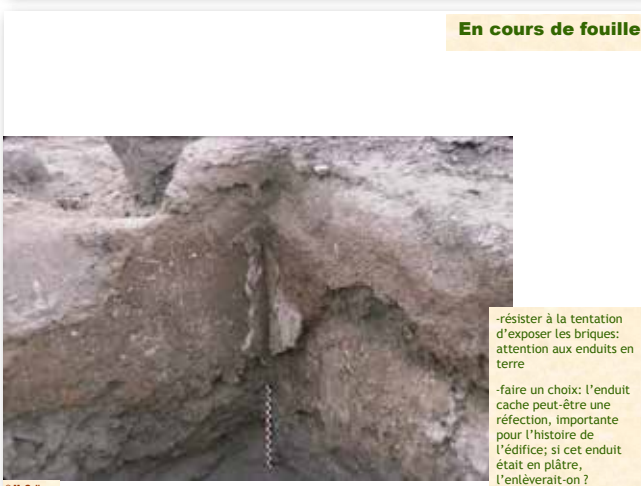 En cours de fouille
-résister à la tentation
d'exposer les briques:
attention aux enduits en
terre
-faire un choix: l'enduit
cache peut-être une
réfection, importante
pour l'histoire de
l'édifice; si cet enduit
était en plâtre,
l'enlèverait-on ?